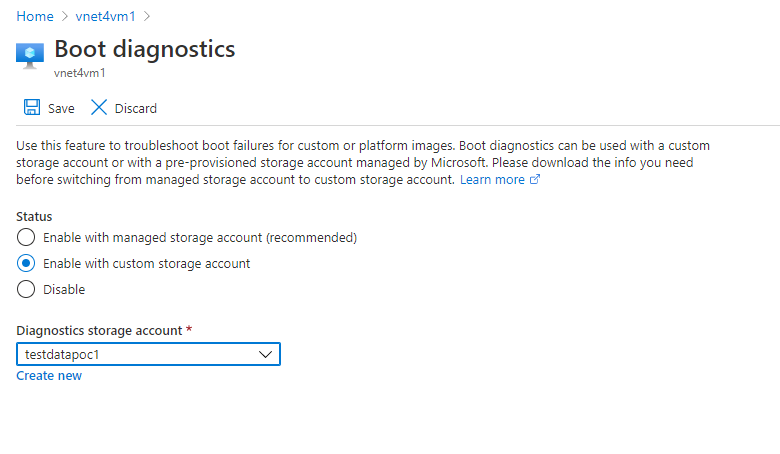 Home > vnet4vm1 >
Boot diagnostics
vnet4vm1
Save Discard
Use this feature to troubleshoot boot failures for custom or platform images. Boot diagnostics can be used with a custom
storage account or with a pre-provisioned storage account managed by Microsoft. Please download the info you need
before switching from managed storage account to custom storage account. Learn more
Status
Enable with managed storage account (recommended)
Enable with custom storage account
Disable
Diagnostics storage account *
testdatapoc1
Create new